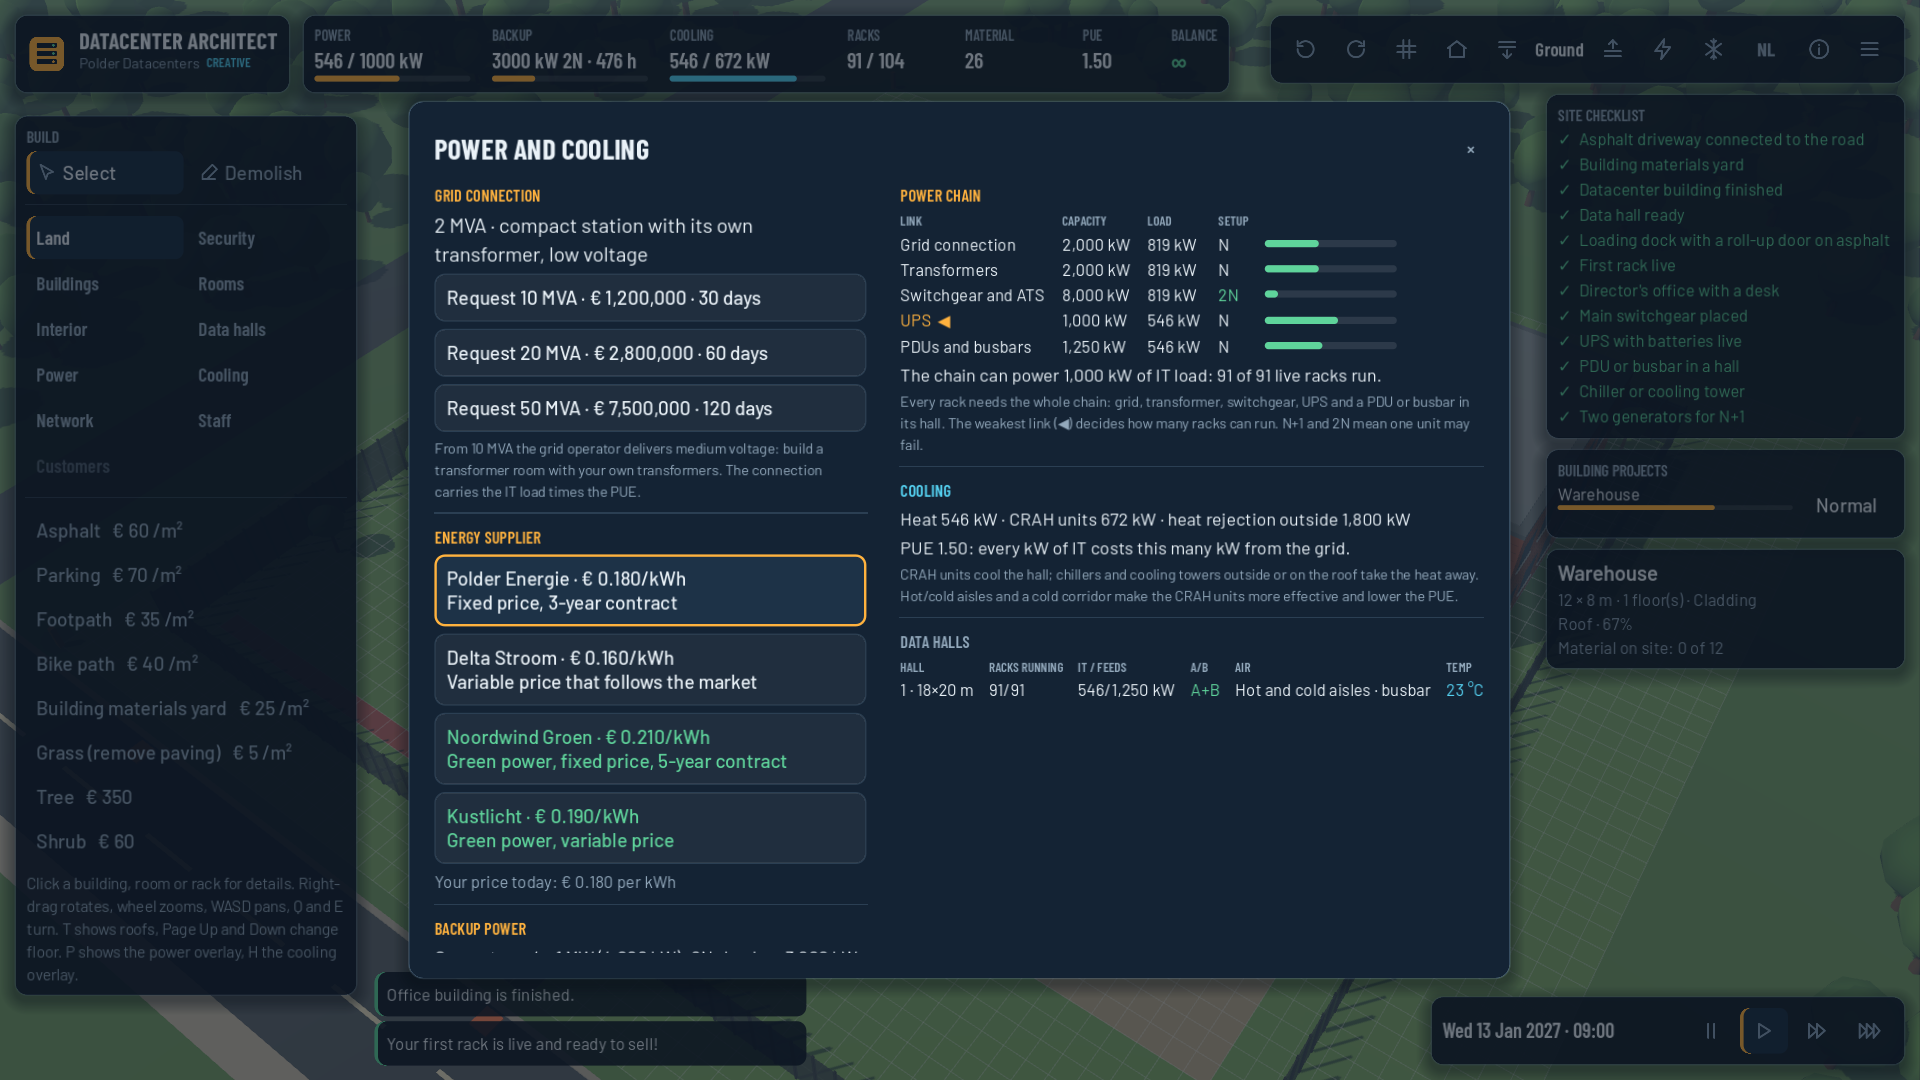 DATACENTER ARCHITECT
Polder Datacenters CREATIVE
POWER
546 / 1000 kW
BACKUP
3000 kW 2N · 476 h
COOLING
546 / 672 kW
RACKS
91 / 104
MATERIAL
26
PUE
1.50
BALANCE
∞
Ground
NL
BUILD
Select
Demolish
Land
Security
Buildings
Rooms
Interior
Data halls
Power
Cooling
Network
Staff
Customers
Asphalt € 60 /m²
Parking € 70 /m²
Footpath € 35 /m²
Bike path € 40 /m²
Building materials yard € 25 /m²
Grass (remove paving) € 5 /m²
Tree € 350
Shrub € 60
Click a building, room or rack for details. Right-
drag rotates, wheel zooms, WASD pans, Q and E
turn. T shows roofs, Page Up and Down change
floor. P shows the power overlay, H the cooling
overlay.
POWER AND COOLING
×
GRID CONNECTION
2 MVA · compact station with its own
transformer, low voltage
Request 10 MVA · € 1,200,000 · 30 days
Request 20 MVA · € 2,800,000 · 60 days
Request 50 MVA · € 7,500,000 · 120 days
From 10 MVA the grid operator delivers medium voltage: build a
transformer room with your own transformers. The connection
carries the IT load times the PUE.
ENERGY SUPPLIER
Polder Energie · € 0.180/kWh
Fixed price, 3-year contract
Delta Stroom · € 0.160/kWh
Variable price that follows the market
Noordwind Groen · € 0.210/kWh
Green power, fixed price, 5-year contract
Kustlicht · € 0.190/kWh
Green power, variable price
Your price today: € 0.180 per kWh
BACKUP POWER
POWER CHAIN
LINK CAPACITY LOAD SETUP
Grid connection 2,000 kW 819 kW N
Transformers 2,000 kW 819 kW N
Switchgear and ATS 8,000 kW 819 kW 2N
UPS ◀ 1,000 kW 546 kW N
PDUs and busbars 1,250 kW 546 kW N
The chain can power 1,000 kW of IT load: 91 of 91 live racks run.
Every rack needs the whole chain: grid, transformer, switchgear, UPS and a PDU or busbar in
its hall. The weakest link (◀) decides how many racks can run. N+1 and 2N mean one unit may
fail.
COOLING
Heat 546 kW · CRAH units 672 kW · heat rejection outside 1,800 kW
PUE 1.50: every kW of IT costs this many kW from the grid.
CRAH units cool the hall; chillers and cooling towers outside or on the roof take the heat away.
Hot/cold aisles and a cold corridor make the CRAH units more effective and lower the PUE.
DATA HALLS
HALL RACKS RUNNING IT / FEEDS A/B AIR TEMP
1 · 18×20 m 91/91 546/1,250 kW A+B Hot and cold aisles · busbar 23 °C
SITE CHECKLIST
✓ Asphalt driveway connected to the road
✓ Building materials yard
✓ Datacenter building finished
✓ Data hall ready
✓ Loading dock with a roll-up door on asphalt
✓ First rack live
✓ Director's office with a desk
✓ Main switchgear placed
✓ UPS with batteries live
✓ PDU or busbar in a hall
✓ Chiller or cooling tower
✓ Two generators for N+1
BUILDING PROJECTS
Warehouse
Normal
Warehouse
12 × 8 m · 1 floor(s) · Cladding
Roof · 67%
Material on site: 0 of 12
Office building is finished.
Your first rack is live and ready to sell!
Wed 13 Jan 2027 · 09:00